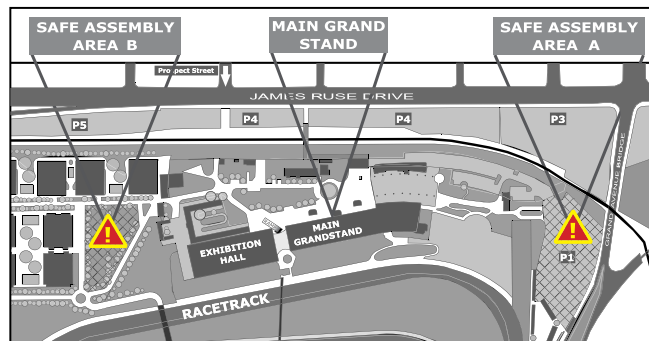 SAFE ASSEMBLY
AREA B
MAIN GRAND
STAND
SAFE ASSEMBLY
AREA A
Prospect Street
JAMES RUSE DRIVE
P5
P4
P4
P3
GRAND AVENUE BRIDGE
MAIN
GRANDSTAND
EXHIBITION
HALL
P1
RACETRACK